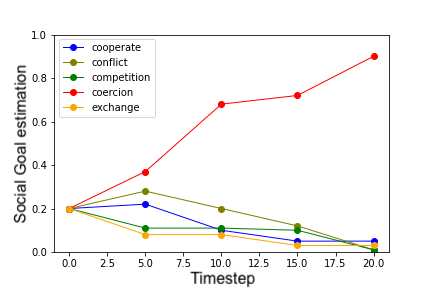 1.0
0.8
0.6
0.4
0.2
0.0
Social Goal estimation
cooperate
conflict
competition
coercion
exchange
0.0 2.5 5.0 7.5 10.0 12.5 15.0 17.5 20.0
Timestep